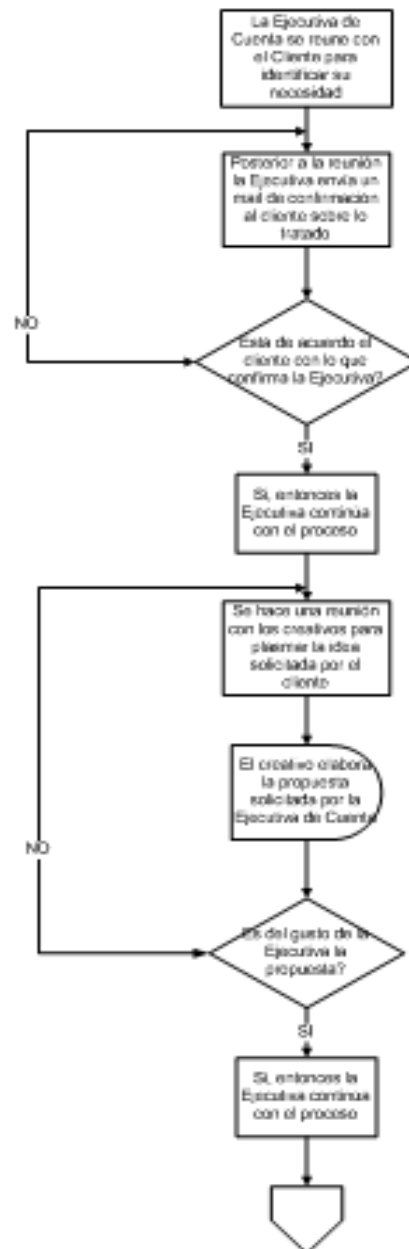 La Ejecutiva de
Cuenta se reune con
el Cliente para
identificar su
necesidad
Posterior a la reunión
la Ejecutiva envía un
mail de confirmación
al cliente sobre lo
tratado
NO
Está de acuerdo el
cliente con lo que
confirma la Ejecutiva?
SI
Si, entonces la
Ejecutiva continúa
con el proceso
Se hace una reunión
con los creativos para
plasmar la idea
solicitada por el
cliente
El creativo elabora
la propuesta
solicitada por la
Ejecutiva de Cuenta
NO
Es del gusto de la
Ejecutiva la
propuesta?
SI
Si, entonces la
Ejecutiva continua
con el proceso